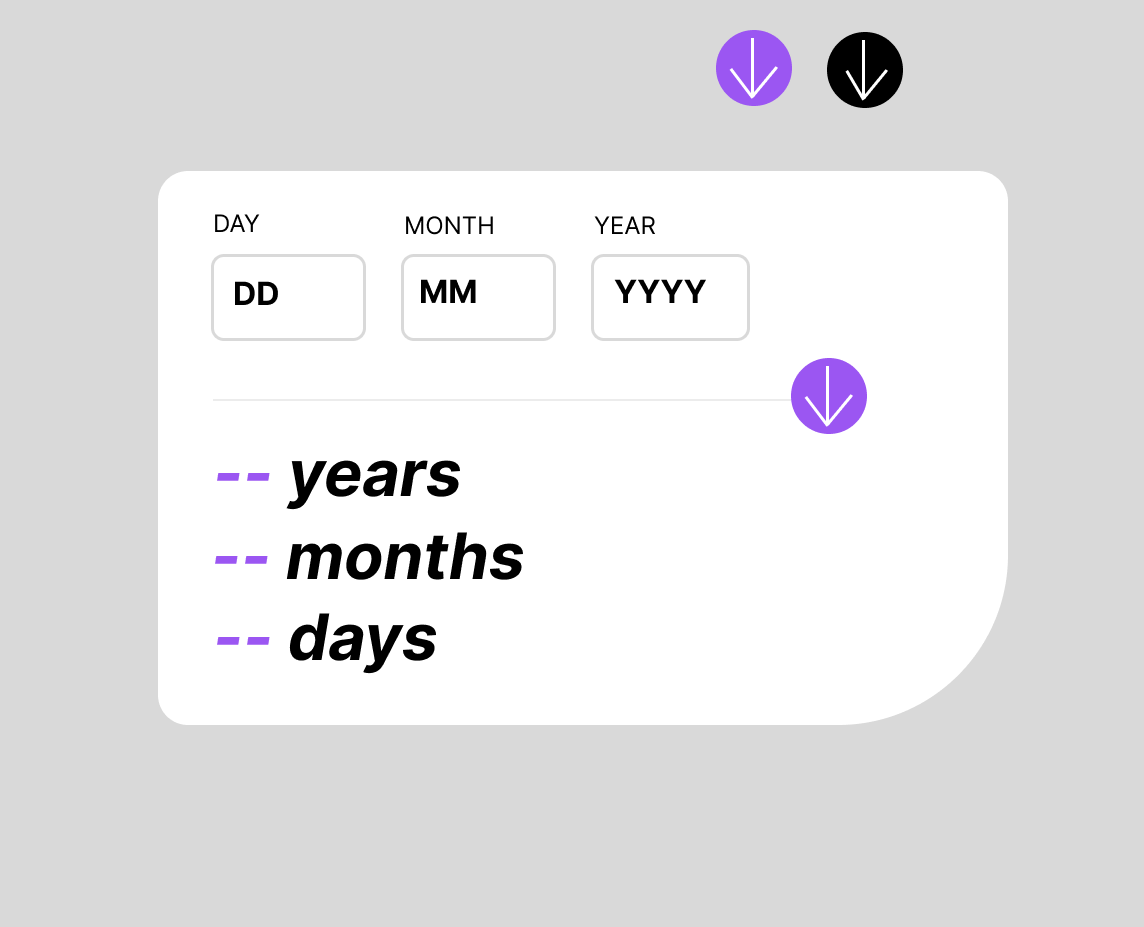 DAY MONTH YEAR
DD MM YYYY
-- years
-- months
-- days